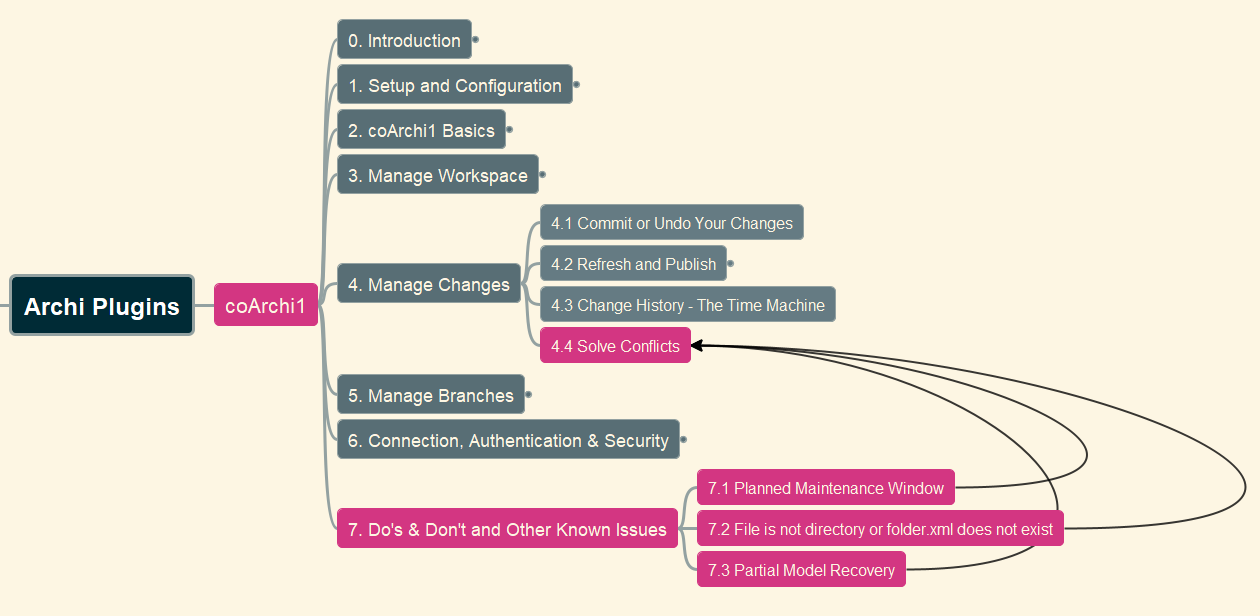 Archi Plugins
coArchi1
0. Introduction
1. Setup and Configuration
2. coArchi1 Basics
3. Manage Workspace
4. Manage Changes
4.1 Commit or Undo Your Changes
4.2 Refresh and Publish
4.3 Change History - The Time Machine
4.4 Solve Conflicts
5. Manage Branches
6. Connection, Authentication & Security
7. Do's & Don't and Other Known Issues
7.1 Planned Maintenance Window
7.2 File is not directory or folder.xml does not exist
7.3 Partial Model Recovery